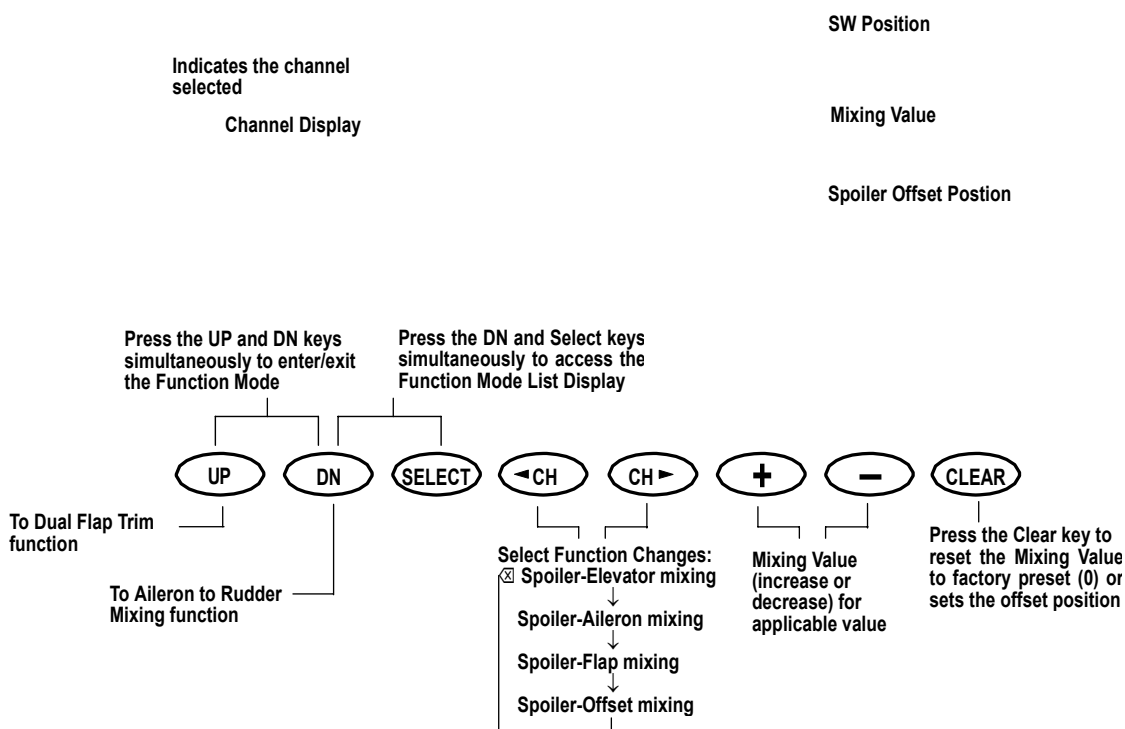 SW Position
Indicates the channel
selected
Channel Display
Mixing Value
Spoiler Offset Postion
Press the UP and DN keys
simultaneously to enter/exit
the Function Mode
Press the DN and Select keys
simultaneously to access the
Function Mode List Display
UP
DN
SELECT
◄CH
CH►
+
−
CLEAR
To Dual Flap Trim
function
To Aileron to Rudder
Mixing function
Select Function Changes:
⌫ Spoiler-Elevator mixing
↓
Spoiler-Aileron mixing
↓
Spoiler-Flap mixing
↓
Spoiler-Offset mixing
Mixing Value
(increase or
decrease) for
applicable value
Press the Clear key to
reset the Mixing Value
to factory preset (0) or
sets the offset position